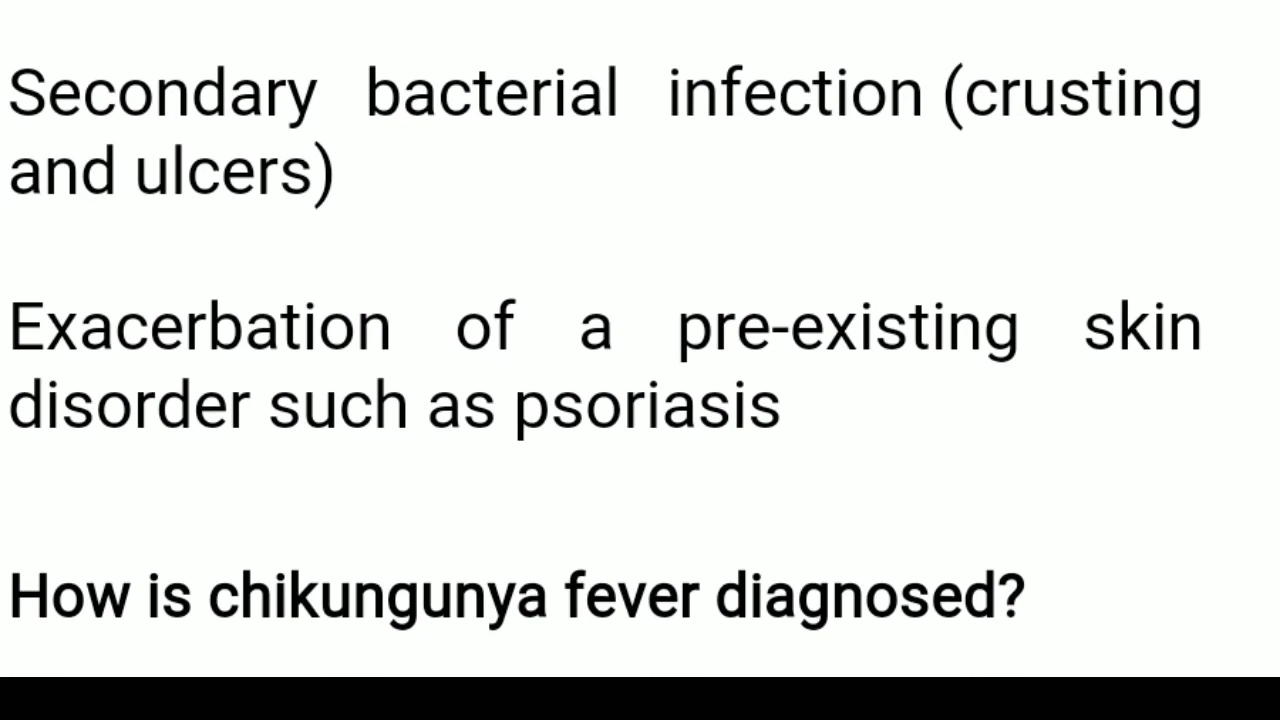 Secondary bacterial infection (crusting
and ulcers)
Exacerbation of a pre-existing skin
disorder such as psoriasis
How is chikungunya fever diagnosed?